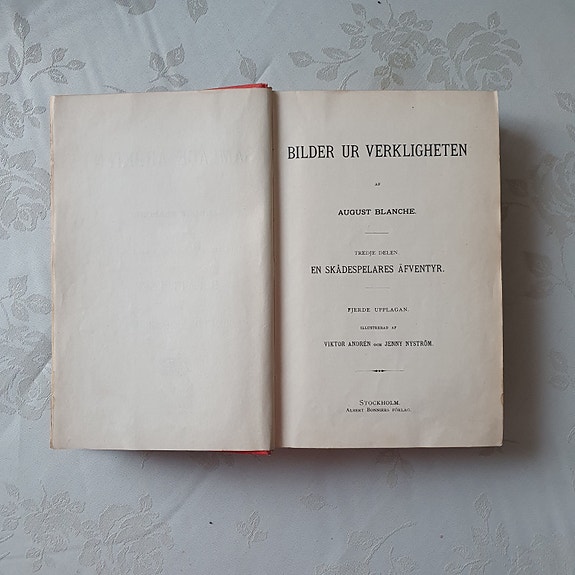 BILDER UR VERKLIGHETEN
AF
AUGUST BLANCHE.
TREDJE DELEN
EN SKÅDESPELARES ÄFVENTYR.
FJERDE UPPLAGAN.
ILLUSTRERAD AF
VIKTOR ANDRÉN OCH JENNY NYSTRÖM.
STOCKHOLM.
ALBERT BONNIERS FÖRLAG.